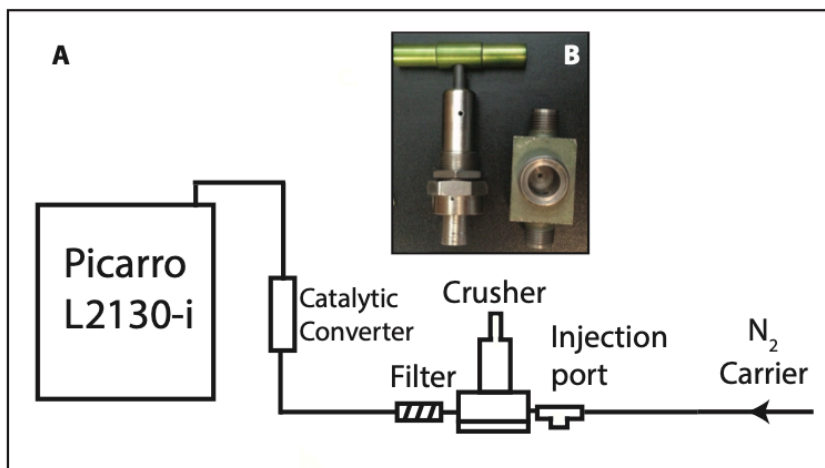 A
B
Picarro
L2130-i
Catalytic
Converter
Crusher
Filter
Injection
port
N₂
Carrier